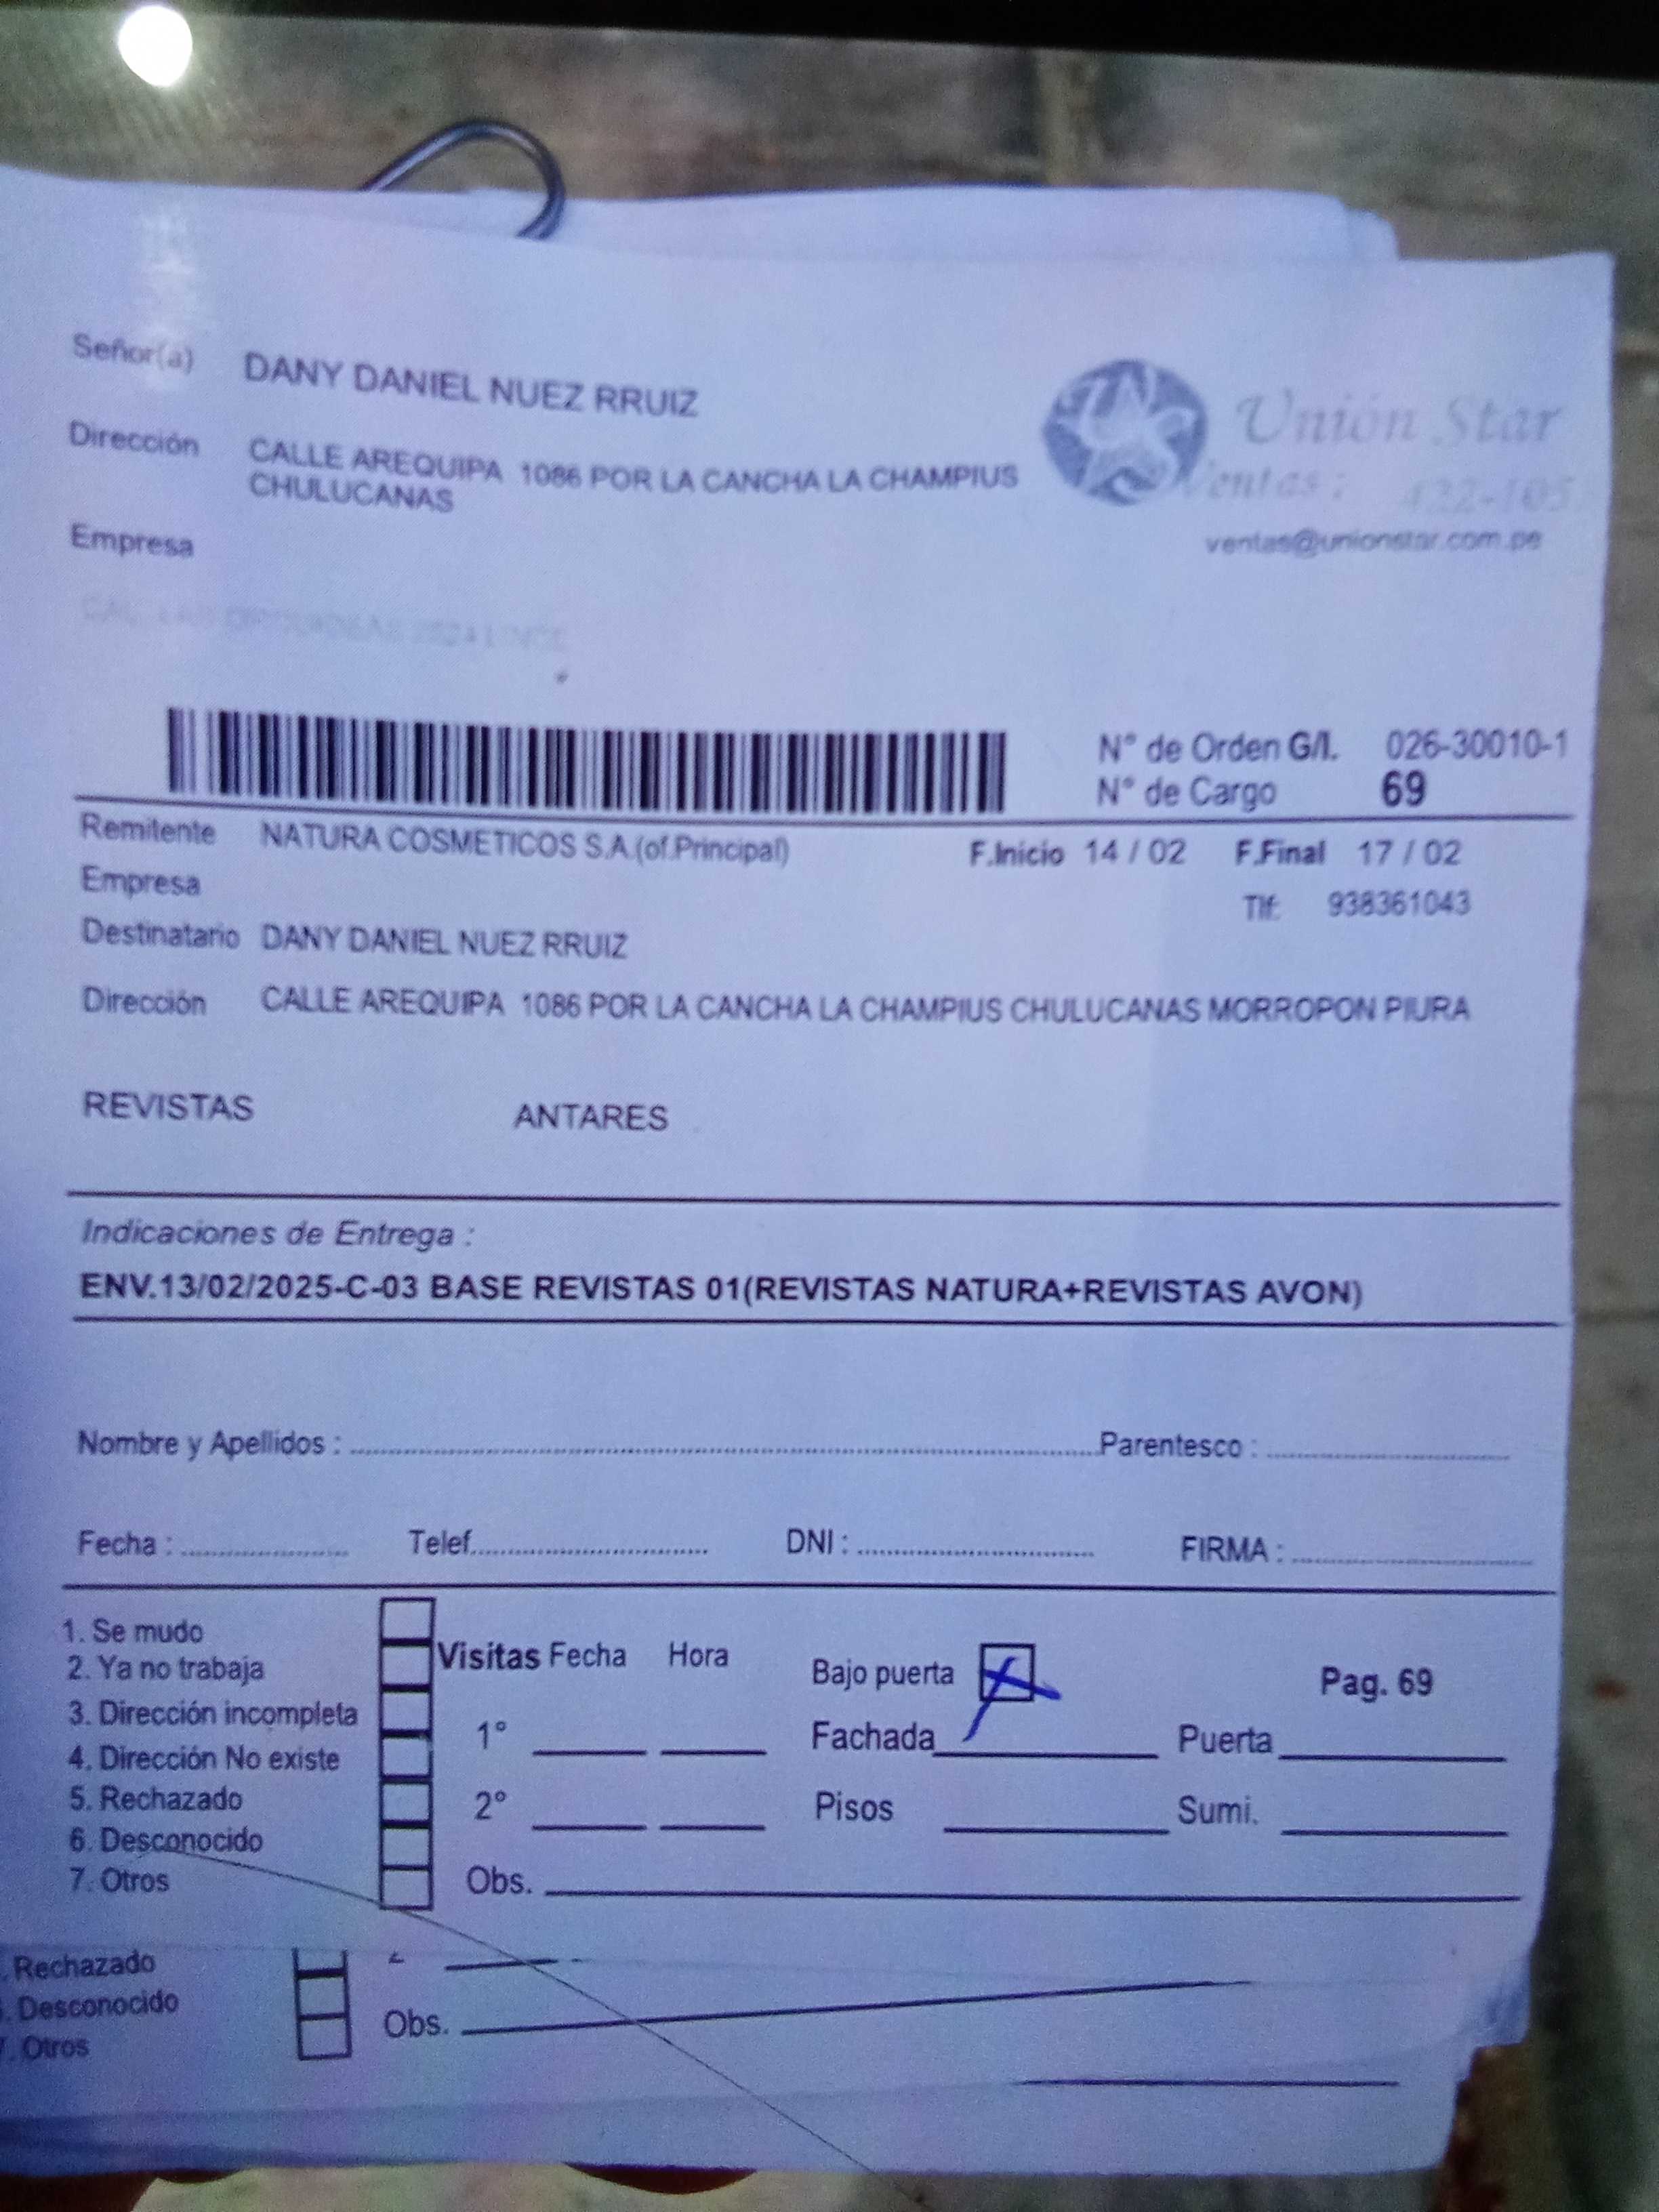 Señor(a) DANY DANIEL NUEZ RRUIZ
Dirección CALLE AREQUIPA 1086 POR LA CANCHA LA CHAMPIUS
CHULUCANAS
Empresa
Unión Star
Ventas: 422-105
ventas@unionstar.com.pe
N° de Orden G/I. 026-30010-1
N° de Cargo 69
Remitente NATURA COSMETICOS S.A.(of.Principal) F.Inicio 14 / 02 F.Final 17 / 02
Empresa Tlf: 938361043
Destinatario DANY DANIEL NUEZ RRUIZ
Dirección CALLE AREQUIPA 1086 POR LA CANCHA LA CHAMPIUS CHULUCANAS MORROPON PIURA
REVISTAS ANTARES
Indicaciones de Entrega :
ENV.13/02/2025-C-03 BASE REVISTAS 01(REVISTAS NATURA+REVISTAS AVON)
Nombre y Apellidos : Parentesco :
Fecha : Telef. DNI : FIRMA :
1. Se mudo
2. Ya no trabaja
3. Dirección incompleta
4. Dirección No existe
5. Rechazado
6. Desconocido
7. Otros
Visitas Fecha Hora
1°
2°
Obs.
Bajo puerta X Pag. 69
Fachada Puerta
Pisos Sumi.
. Rechazado
. Desconocido
. Otros
Obs.